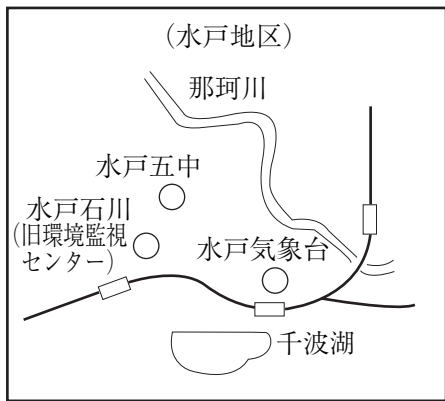 (水戸地区)
那珂川
水戸五中
水戸石川
(旧環境監視
センター)
水戸気象台
千波湖